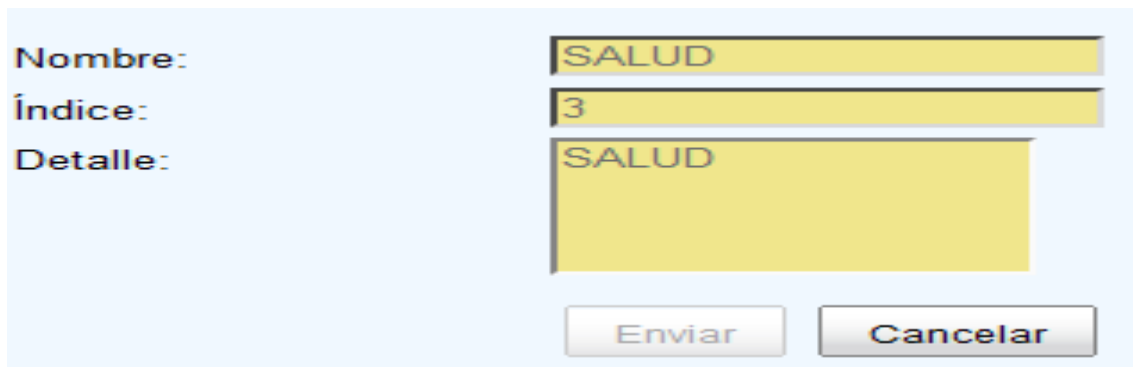 Nombre: SALUD
Índice: 3
Detalle: SALUD
Enviar Cancelar